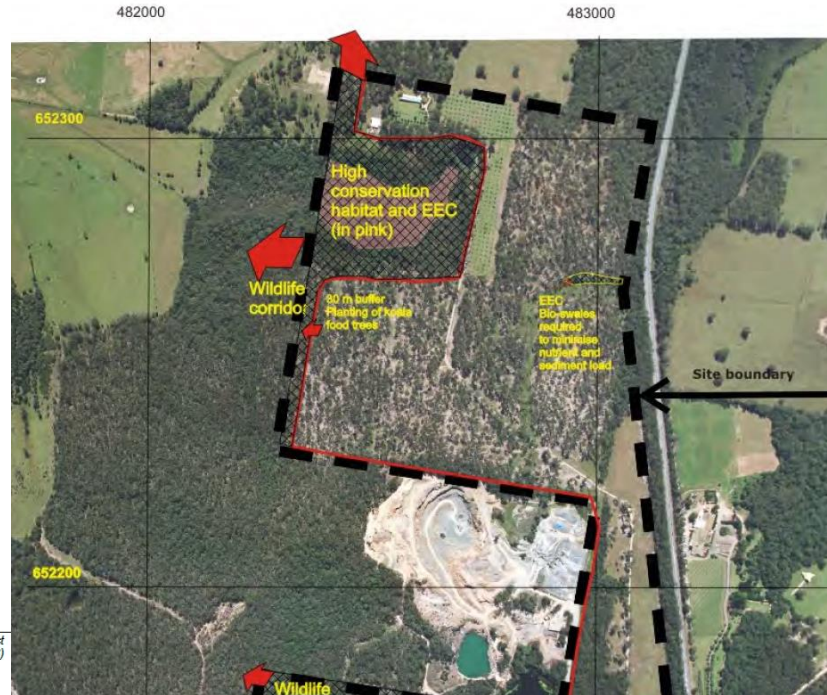 482000
483000
652300
High
conservation
habitat and EEC
(in pink)
Wildlife
corridor
30 m buffer
Planting of koala
food trees
EEC
Bio-swales
required
to minimise
nutrient and
sediment load
Site boundary
652200
Wildlife